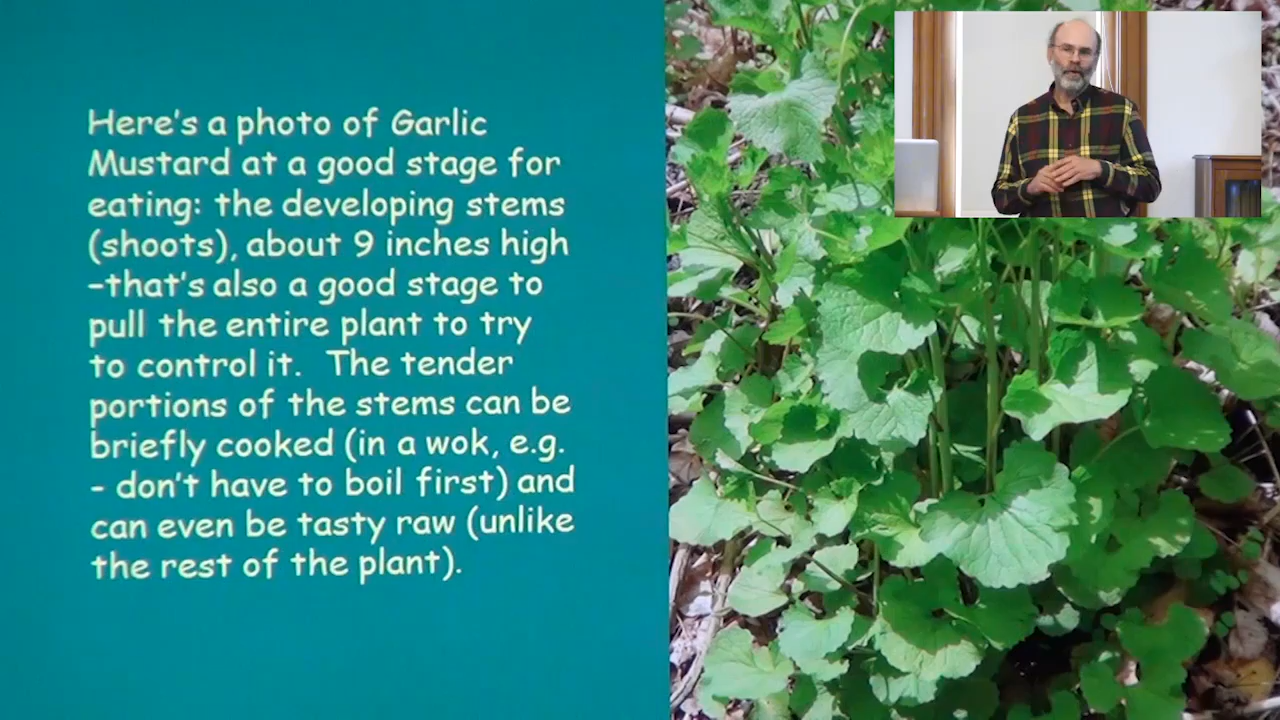 Here's a photo of Garlic
Mustard at a good stage for
eating: the developing stems
(shoots), about 9 inches high
–that's also a good stage to
pull the entire plant to try
to control it. The tender
portions of the stems can be
briefly cooked (in a wok, e.g.
- don't have to boil first) and
can even be tasty raw (unlike
the rest of the plant).